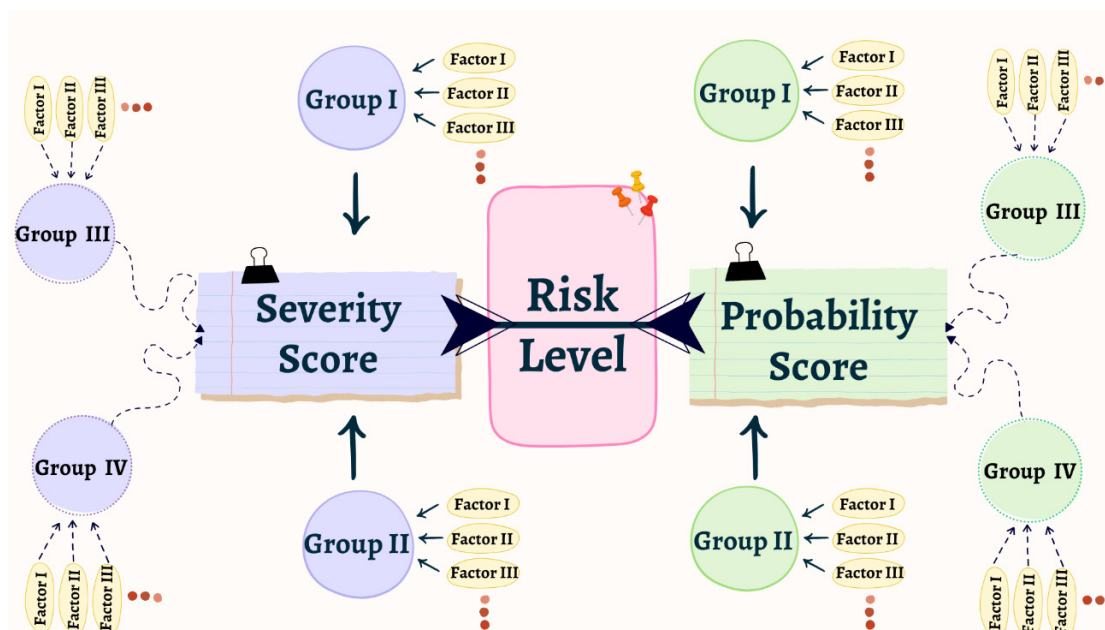 Group I
Factor I
Factor II
Factor III
Group I
Factor I
Factor II
Factor III
Factor I
Factor II
Factor III
Group III
Factor I
Factor II
Factor III
Group III
Severity
Score
Risk
Level
Probability
Score
Group IV
Factor I
Factor II
Factor III
Group II
Factor I
Factor II
Factor III
Group II
Factor I
Factor II
Factor III
Group IV
Factor I
Factor II
Factor III